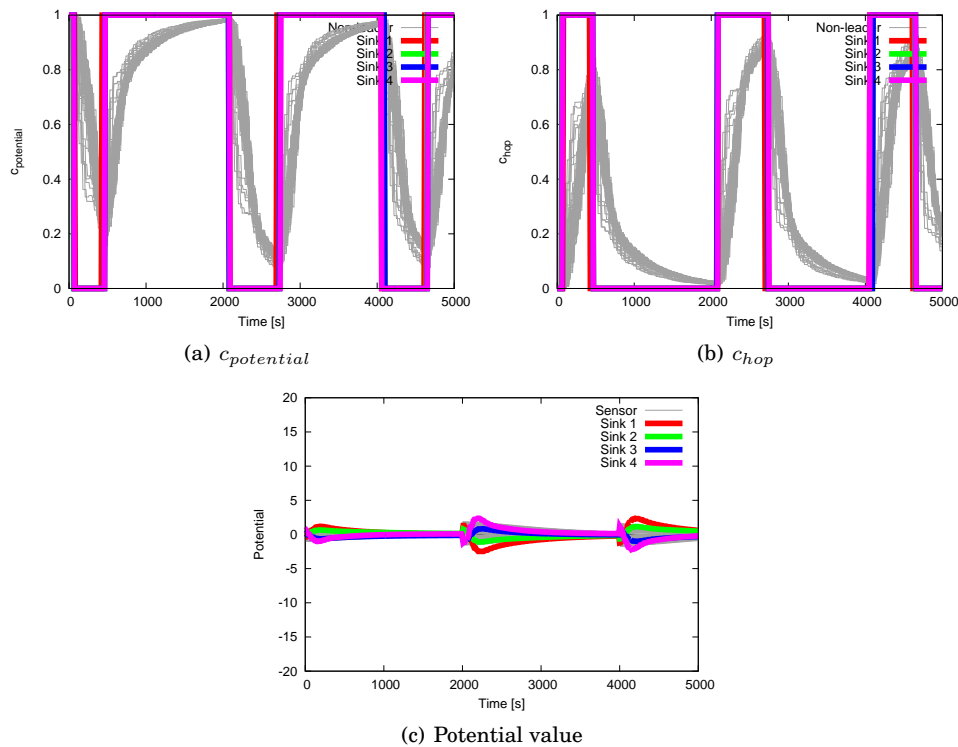 1
0.8
0.6
0.4
0.2
0
c_potential
0 1000 2000 3000 4000 5000
Time [s]
Non-leader
Sink 1
Sink 2
Sink 3
Sink 4
(a) c_potential
1
0.8
0.6
0.4
0.2
0
c_hop
0 1000 2000 3000 4000 5000
Time [s]
Non-leader
Sink 1
Sink 2
Sink 3
Sink 4
(b) c_hop
20
15
10
5
0
-5
-10
-15
-20
Potential
0 1000 2000 3000 4000 5000
Time [s]
Sensor
Sink 1
Sink 2
Sink 3
Sink 4
(c) Potential value